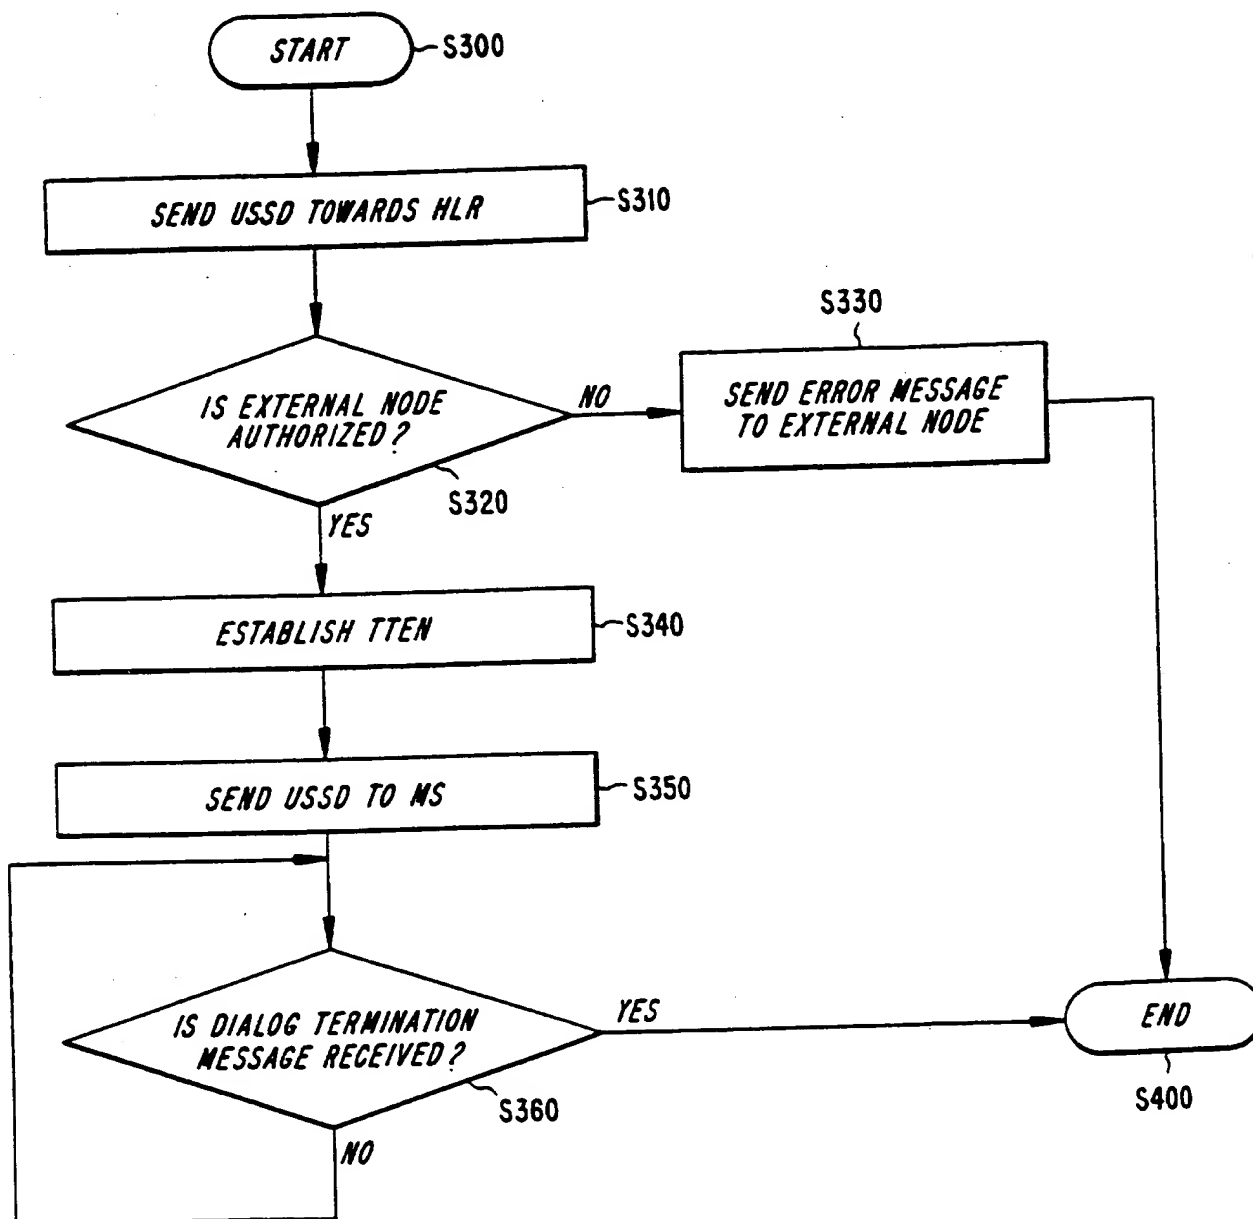 START
S300
SEND USSD TOWARDS HLR
S310
S330
IS EXTERNAL NODE
AUTHORIZED?
NO
SEND ERROR MESSAGE
TO EXTERNAL NODE
S320
YES
ESTABLISH TTEN
S340
SEND USSD TO MS
S350
IS DIALOG TERMINATION
MESSAGE RECEIVED?
YES
END
S360
S400
NO